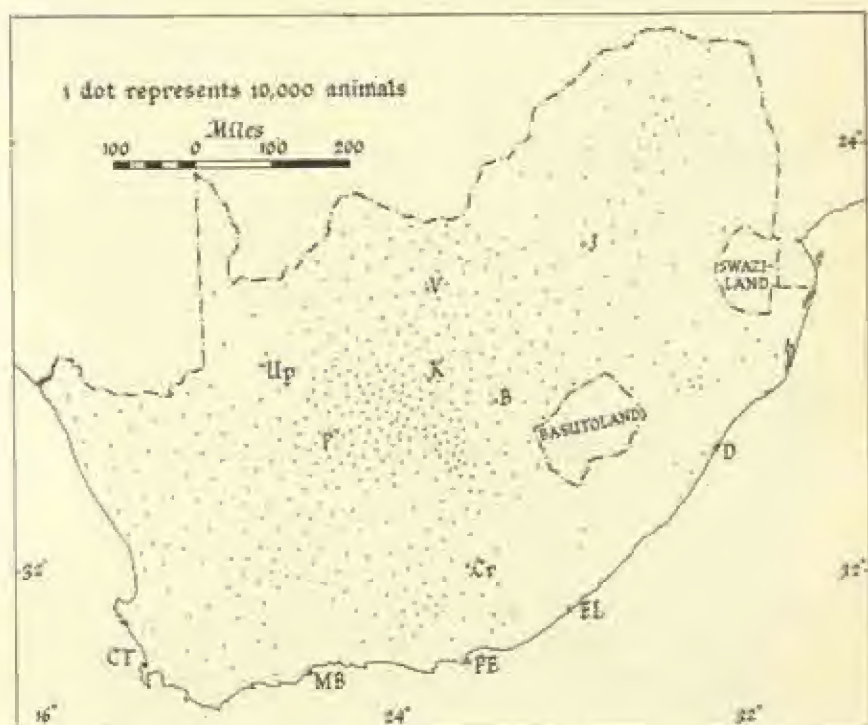 1 dot represents 10,000 animals
Miles
100 0 100 200
24°
J
SWAZI-
LAND
V
Up
K
B
BASUTOLAND
P
D
32°
Cr
32°
EL
CT
PE
MB
16°
24°
32°